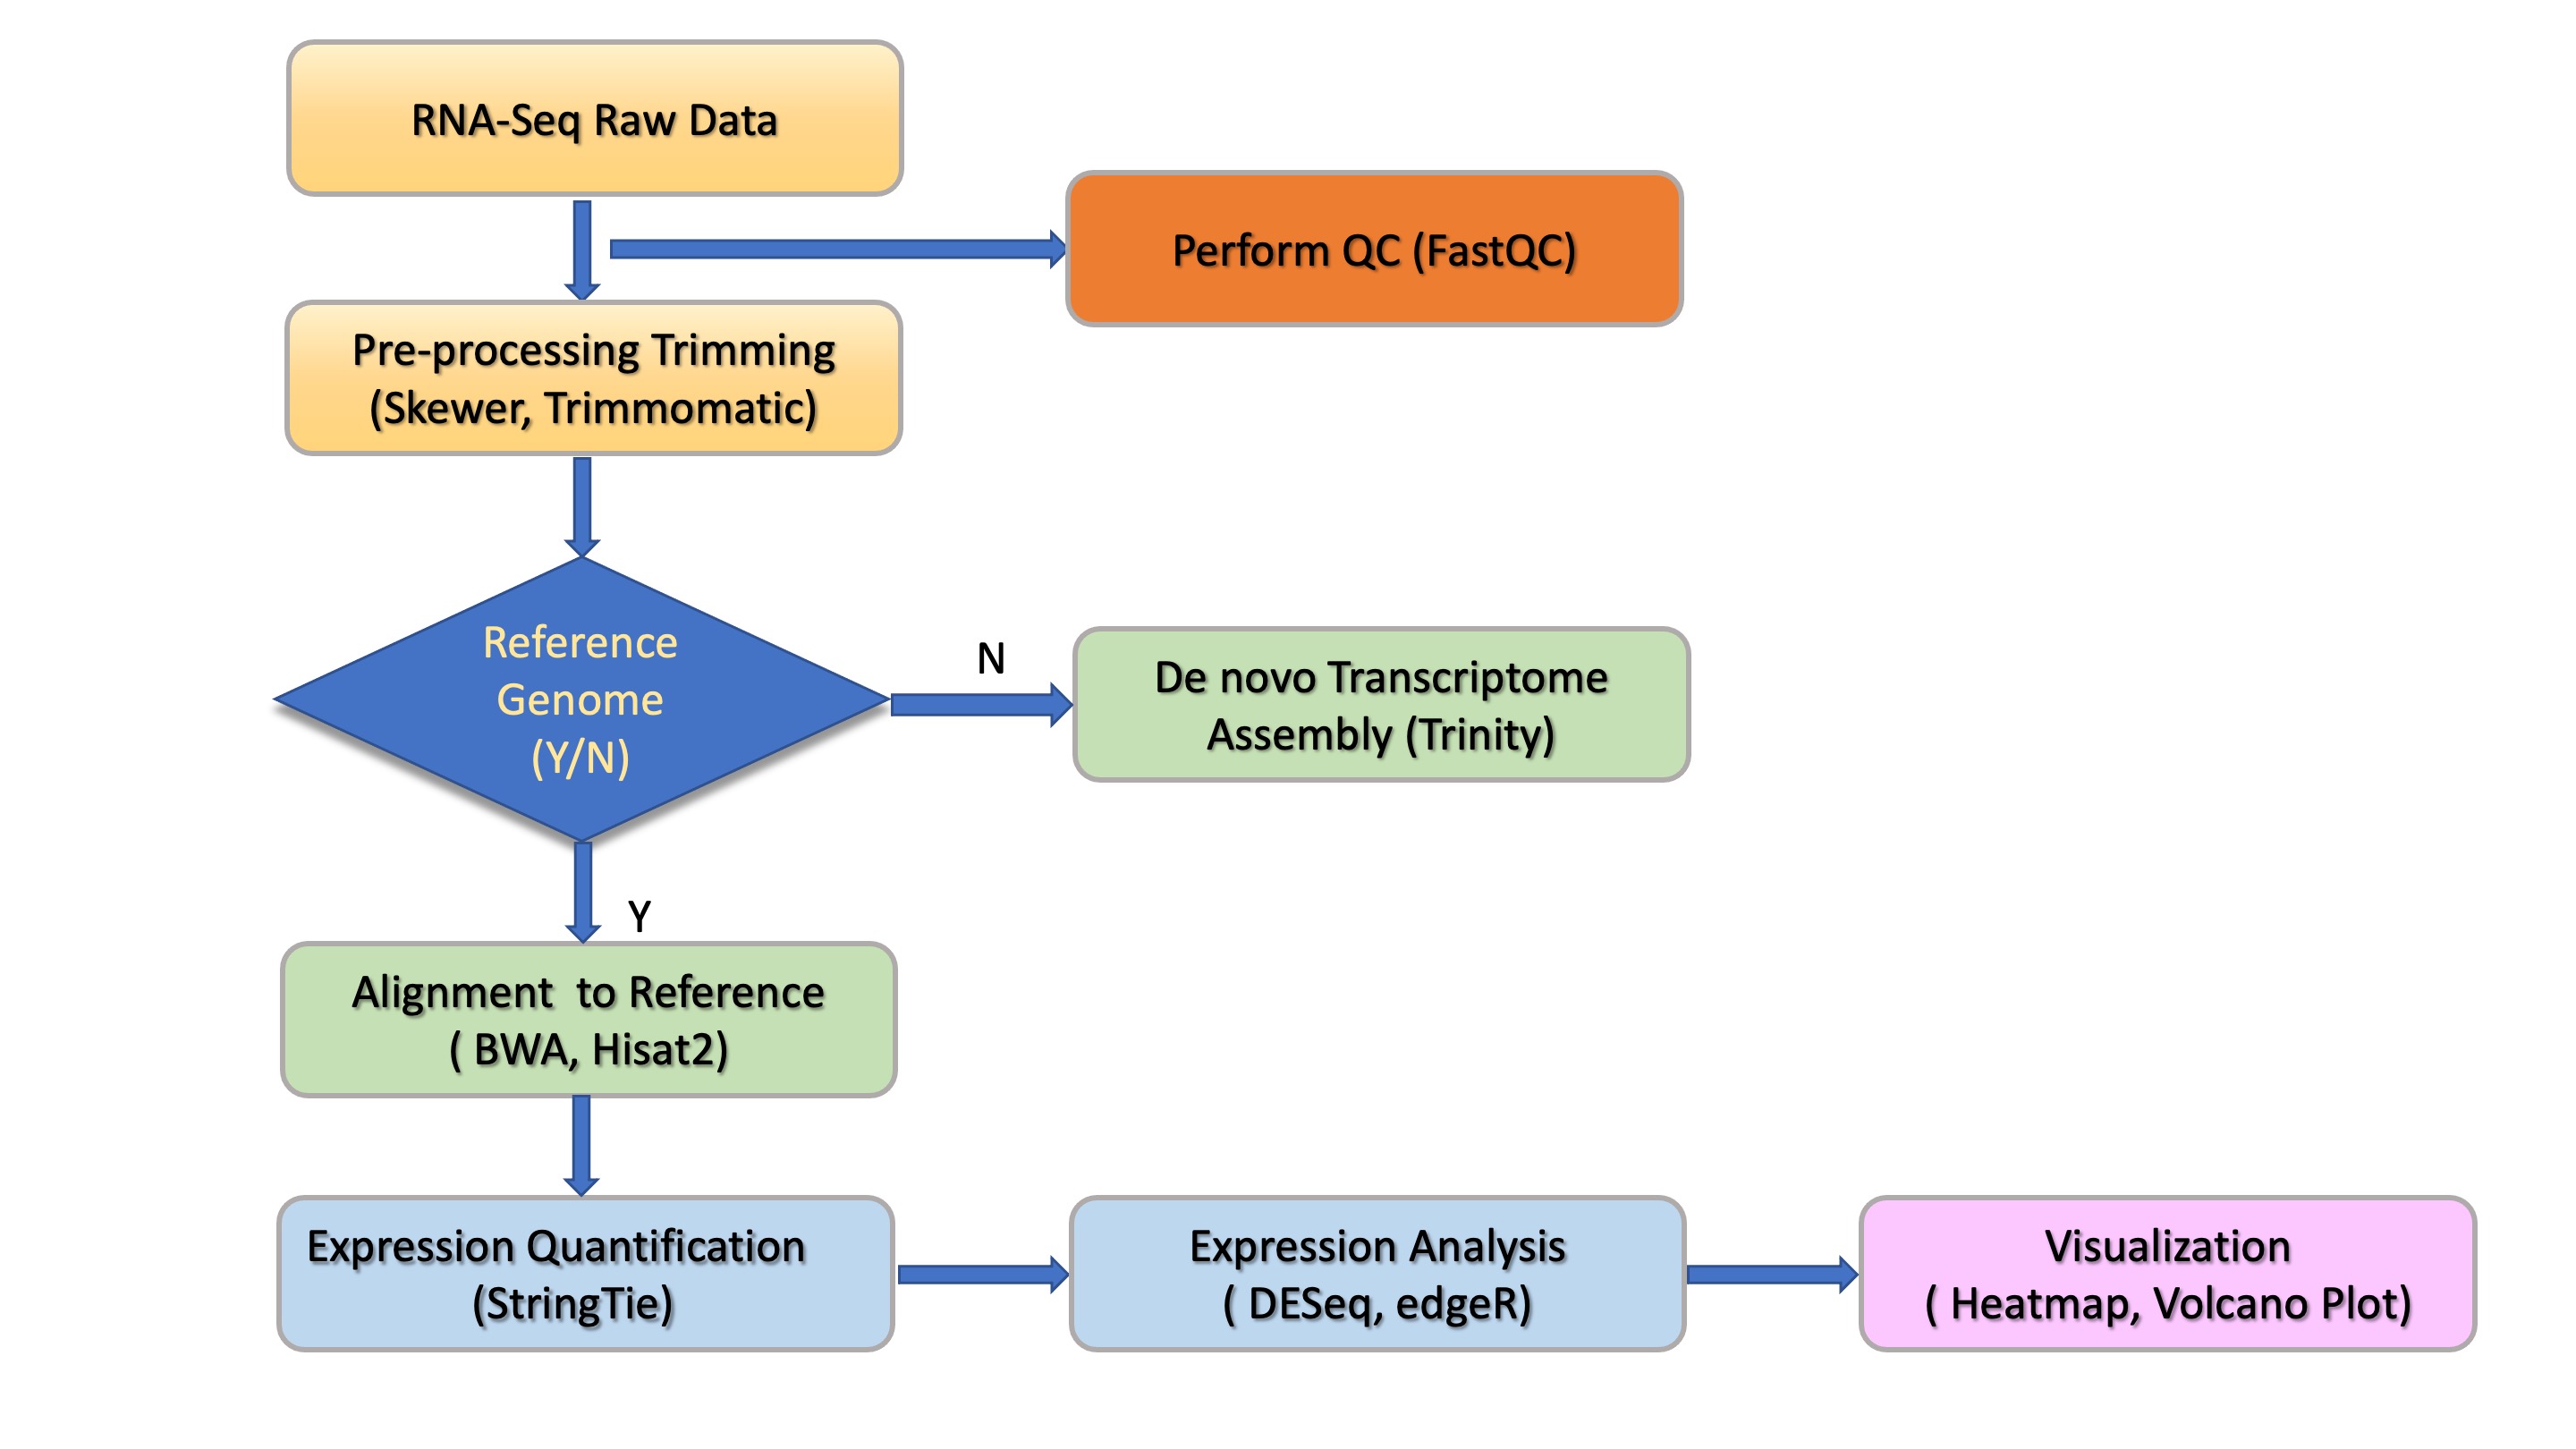 RNA-Seq Raw Data
Perform QC (FastQC)
Pre-processing Trimming
(Skewer, Trimmomatic)
Reference
Genome
(Y/N)
N
De novo Transcriptome
Assembly (Trinity)
Y
Alignment  to Reference
( BWA, Hisat2)
Expression Quantification
(StringTie)
Expression Analysis
( DESeq, edgeR)
Visualization
( Heatmap, Volcano Plot)